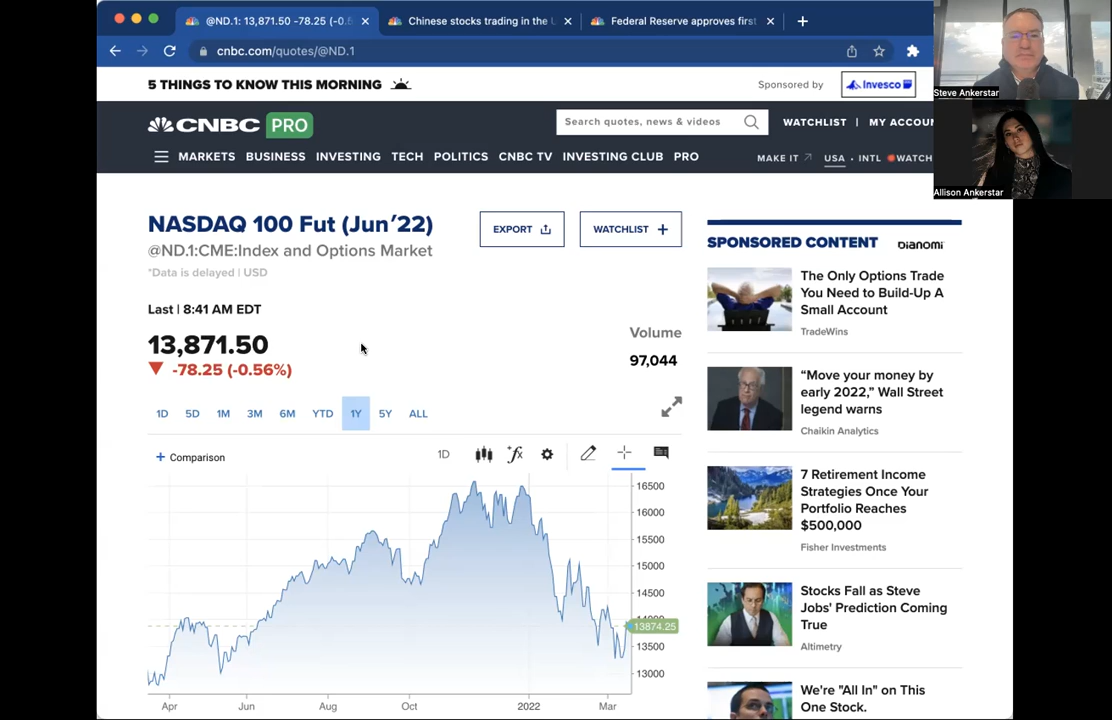 @ND.1: 13,871.50 -78.25 (-0.5
Chinese stocks trading in the U
Federal Reserve approves first
cnbc.com/quotes/@ND.1
5 THINGS TO KNOW THIS MORNING
Sponsored by
Invesco
Steve Ankerstar
CNBC PRO
Search quotes, news & videos
WATCHLIST | MY ACCOUN
MARKETS BUSINESS INVESTING TECH POLITICS CNBC TV INVESTING CLUB PRO
MAKE IT ↗ USA • INTL WATCH
Allison Ankerstar
NASDAQ 100 Fut (Jun′22)
@ND.1:CME:Index and Options Market
*Data is delayed | USD
EXPORT
WATCHLIST +
Last | 8:41 AM EDT
13,871.50
▼ -78.25 (-0.56%)
Volume
97,044
1D 5D 1M 3M 6M YTD 1Y 5Y ALL
+ Comparison
1D
ƒx
16500
16000
15500
15000
14500
14000
13874.25
13500
13000
Apr Jun Aug Oct 2022 Mar
SPONSORED CONTENT
DIANOMI
The Only Options Trade
You Need to Build-Up A
Small Account
TradeWins
“Move your money by
early 2022,” Wall Street
legend warns
Chaikin Analytics
7 Retirement Income
Strategies Once Your
Portfolio Reaches
$500,000
Fisher Investments
Stocks Fall as Steve
Jobs' Prediction Coming
True
Altimetry
We're "All In" on This
One Stock.